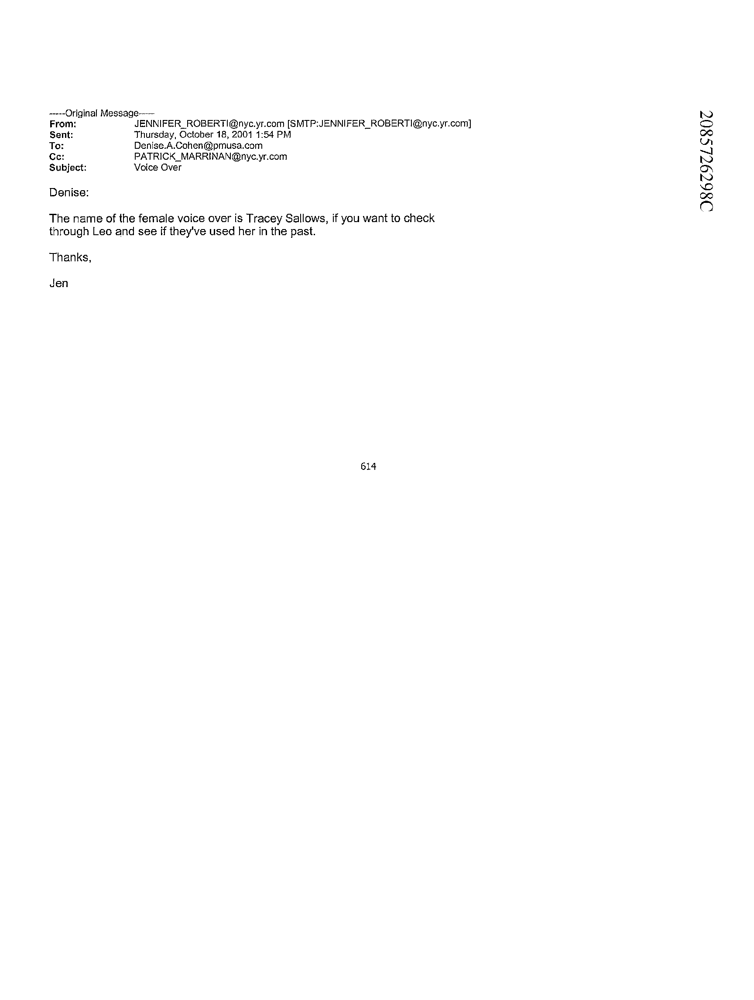 -----Original Message-----
From: JENNIFER_ROBERTI@nyc.yr.com [SMTP:JENNIFER_ROBERTI@nyc.yr.com]
Sent: Thursday, October 18, 2001 1:54 PM
To: Denise.A.Cohen@pmusa.com
Cc: PATRICK_MARRINAN@nyc.yr.com
Subject: Voice Over
Denise:
The name of the female voice over is Tracey Sallows, if you want to check
through Leo and see if they've used her in the past.
Thanks,
Jen
614
2085726298C